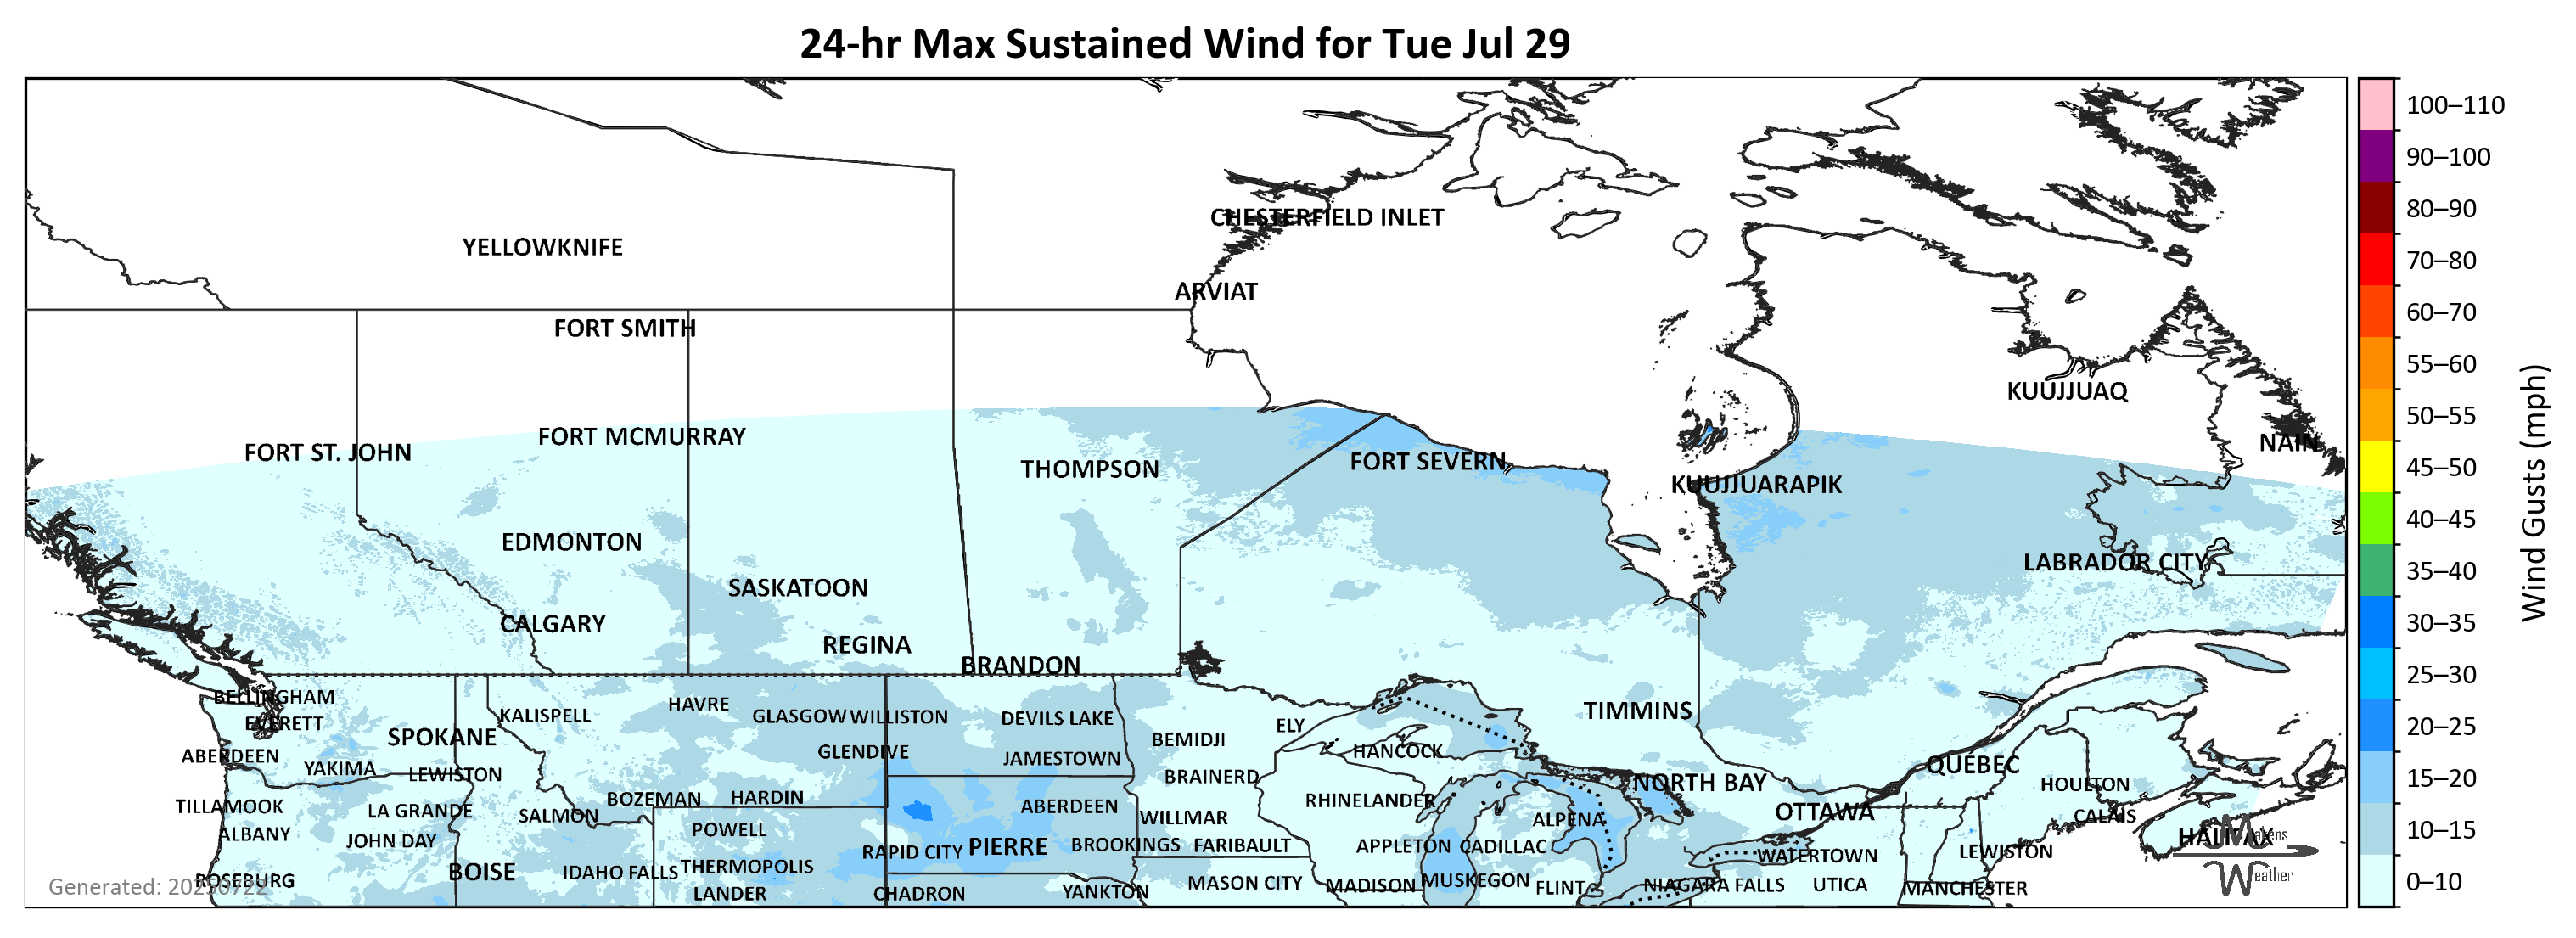 24-hr Max Sustained Wind for Tue Jul 29
100–110
90–100
80–90
70–80
60–70
55–60
50–55
45–50
40–45
35–40
30–35
25–30
20–25
15–20
10–15
0–10
Wind Gusts (mph)
CHESTERFIELD INLET
YELLOWKNIFE
ARVIAT
FORT SMITH
KUUJJUAQ
FORT MCMURRAY
NAIN
FORT ST. JOHN
FORT SEVERN
THOMPSON
KUUJJUARAPIK
EDMONTON
LABRADOR CITY
SASKATOON
CALGARY
REGINA
BRANDON
BELLINGHAM
HAVRE
TIMMINS
KALISPELL
GLASGOW
WILLISTON
DEVILS LAKE
EVERETT
ELY
SPOKANE
BEMIDJI
GLENDIVE
HANCOCK
ABERDEEN
JAMESTOWN
QUÉBEC
YAKIMA
LEWISTON
BRAINERD
NORTH BAY
HOULTON
BOZEMAN
HARDIN
RHINELANDER
TILLAMOOK
LA GRANDE
ABERDEEN
SALMON
OTTAWA
CALAIS
WILLMAR
ALPENA
POWELL
ALBANY
HALIFAX
JOHN DAY
PIERRE
BROOKINGS
FARIBAULT
APPLETON
CADILLAC
RAPID CITY
LEWISTON
WATERTOWN
THERMOPOLIS
IDAHO FALLS
BOISE
ROSEBURG
MUSKEGON
MASON CITY
MADISON
FLINT
NIAGARA FALLS
UTICA
MANCHESTER
LANDER
CHADRON
YANKTON
Generated: 20250722
Makens
Weather